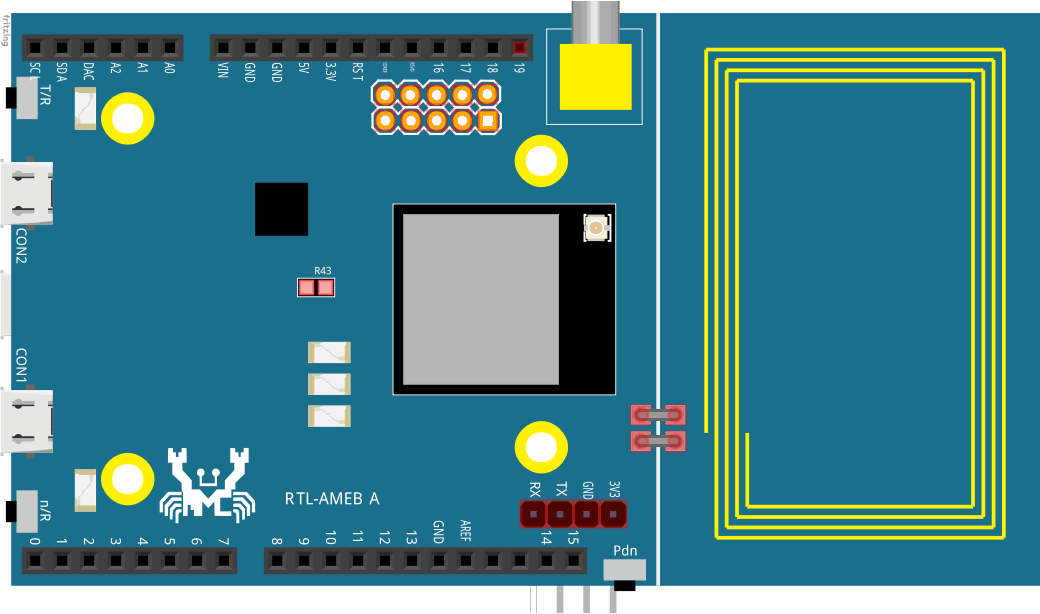 fritzing
SCL
SDA
DAC
A2
A1
A0
VIN
GND
GND
5V
3.3V
RST
16
17
18
19
T/R
CON2
R43
CON1
RTL-AMEB A
n/R
RX
TX
GND
3V3
0
1
2
3
4
5
6
7
8
9
10
11
12
13
GND
AREF
14
15
Pdn